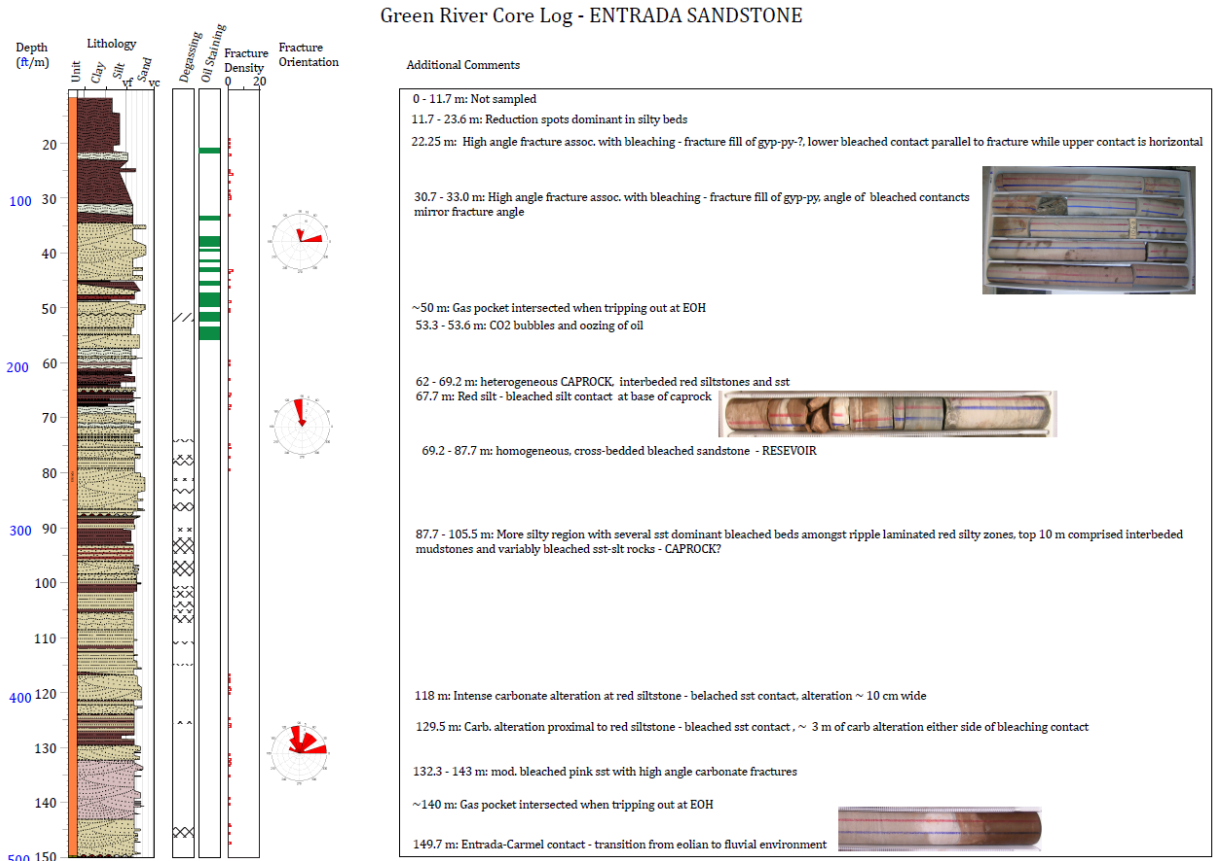 Green River Core Log - ENTRADA SANDSTONE
Depth
(ft/m)
Lithology
Unit
Clay
Silt
vf
Sand
vc
Degassing
Oil Staining
Fracture
Density
0 20
Fracture
Orientation
Additional Comments
0 - 11.7 m: Not sampled
11.7 - 23.6 m: Reduction spots dominant in silty beds
20
22.25 m: High angle fracture assoc. with bleaching - fracture fill of gyp-py-?, lower bleached contact parallel to fracture while upper contact is horizontal
100 30
30.7 - 33.0 m: High angle fracture assoc. with bleaching - fracture fill of gyp-py, angle of bleached contancts
mirror fracture angle
40
50
~50 m: Gas pocket intersected when tripping out at EOH
53.3 - 53.6 m: CO2 bubbles and oozing of oil
200 60
62 - 69.2 m: heterogeneous CAPROCK, interbeded red siltstones and sst
67.7 m: Red silt - bleached silt contact at base of caprock
70
69.2 - 87.7 m: homogeneous, cross-bedded bleached sandstone - RESEVOIR
80
300 90
87.7 - 105.5 m: More silty region with several sst dominant bleached beds amongst ripple laminated red silty zones, top 10 m comprised interbeded
mudstones and variably bleached sst-slt rocks - CAPROCK?
100
110
400 120
118 m: Intense carbonate alteration at red siltstone - belached sst contact, alteration ~ 10 cm wide
129.5 m: Carb. alteration proximal to red siltstone - bleached sst contact , ~ 3 m of carb alteration either side of bleaching contact
130
132.3 - 143 m: mod. bleached pink sst with high angle carbonate fractures
140
~140 m: Gas pocket intersected when tripping out at EOH
149.7 m: Entrada-Carmel contact - transition from eolian to fluvial environment
500 150